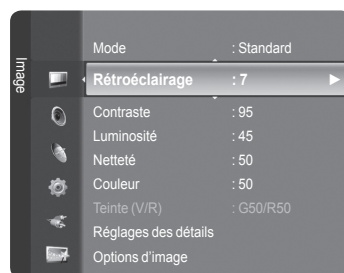 Image
Mode : Standard
Rétroéclairage : 7
Contraste : 95
Luminosité : 45
Netteté : 50
Couleur : 50
Teinte (V/R) : G50/R50
Réglages des détails
Options d'image